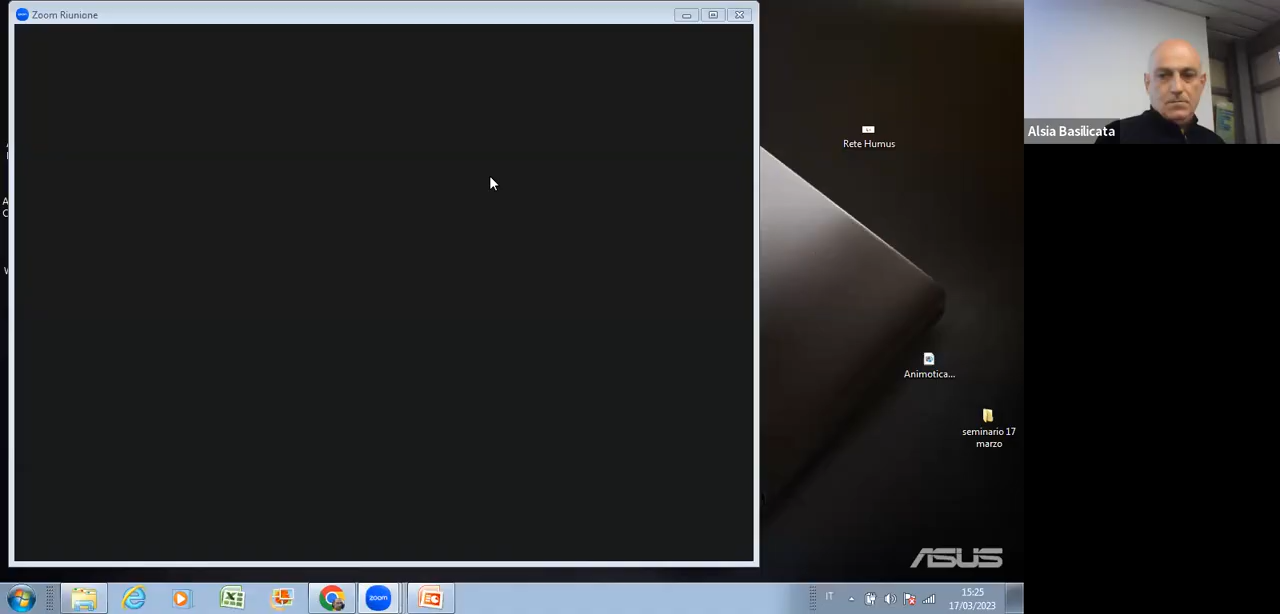 Zoom Riunione
Rete Humus
Alsia Basilicata
Animotica...
seminario 17
marzo
ASUS
zoom
IT
15:25
17/03/2023